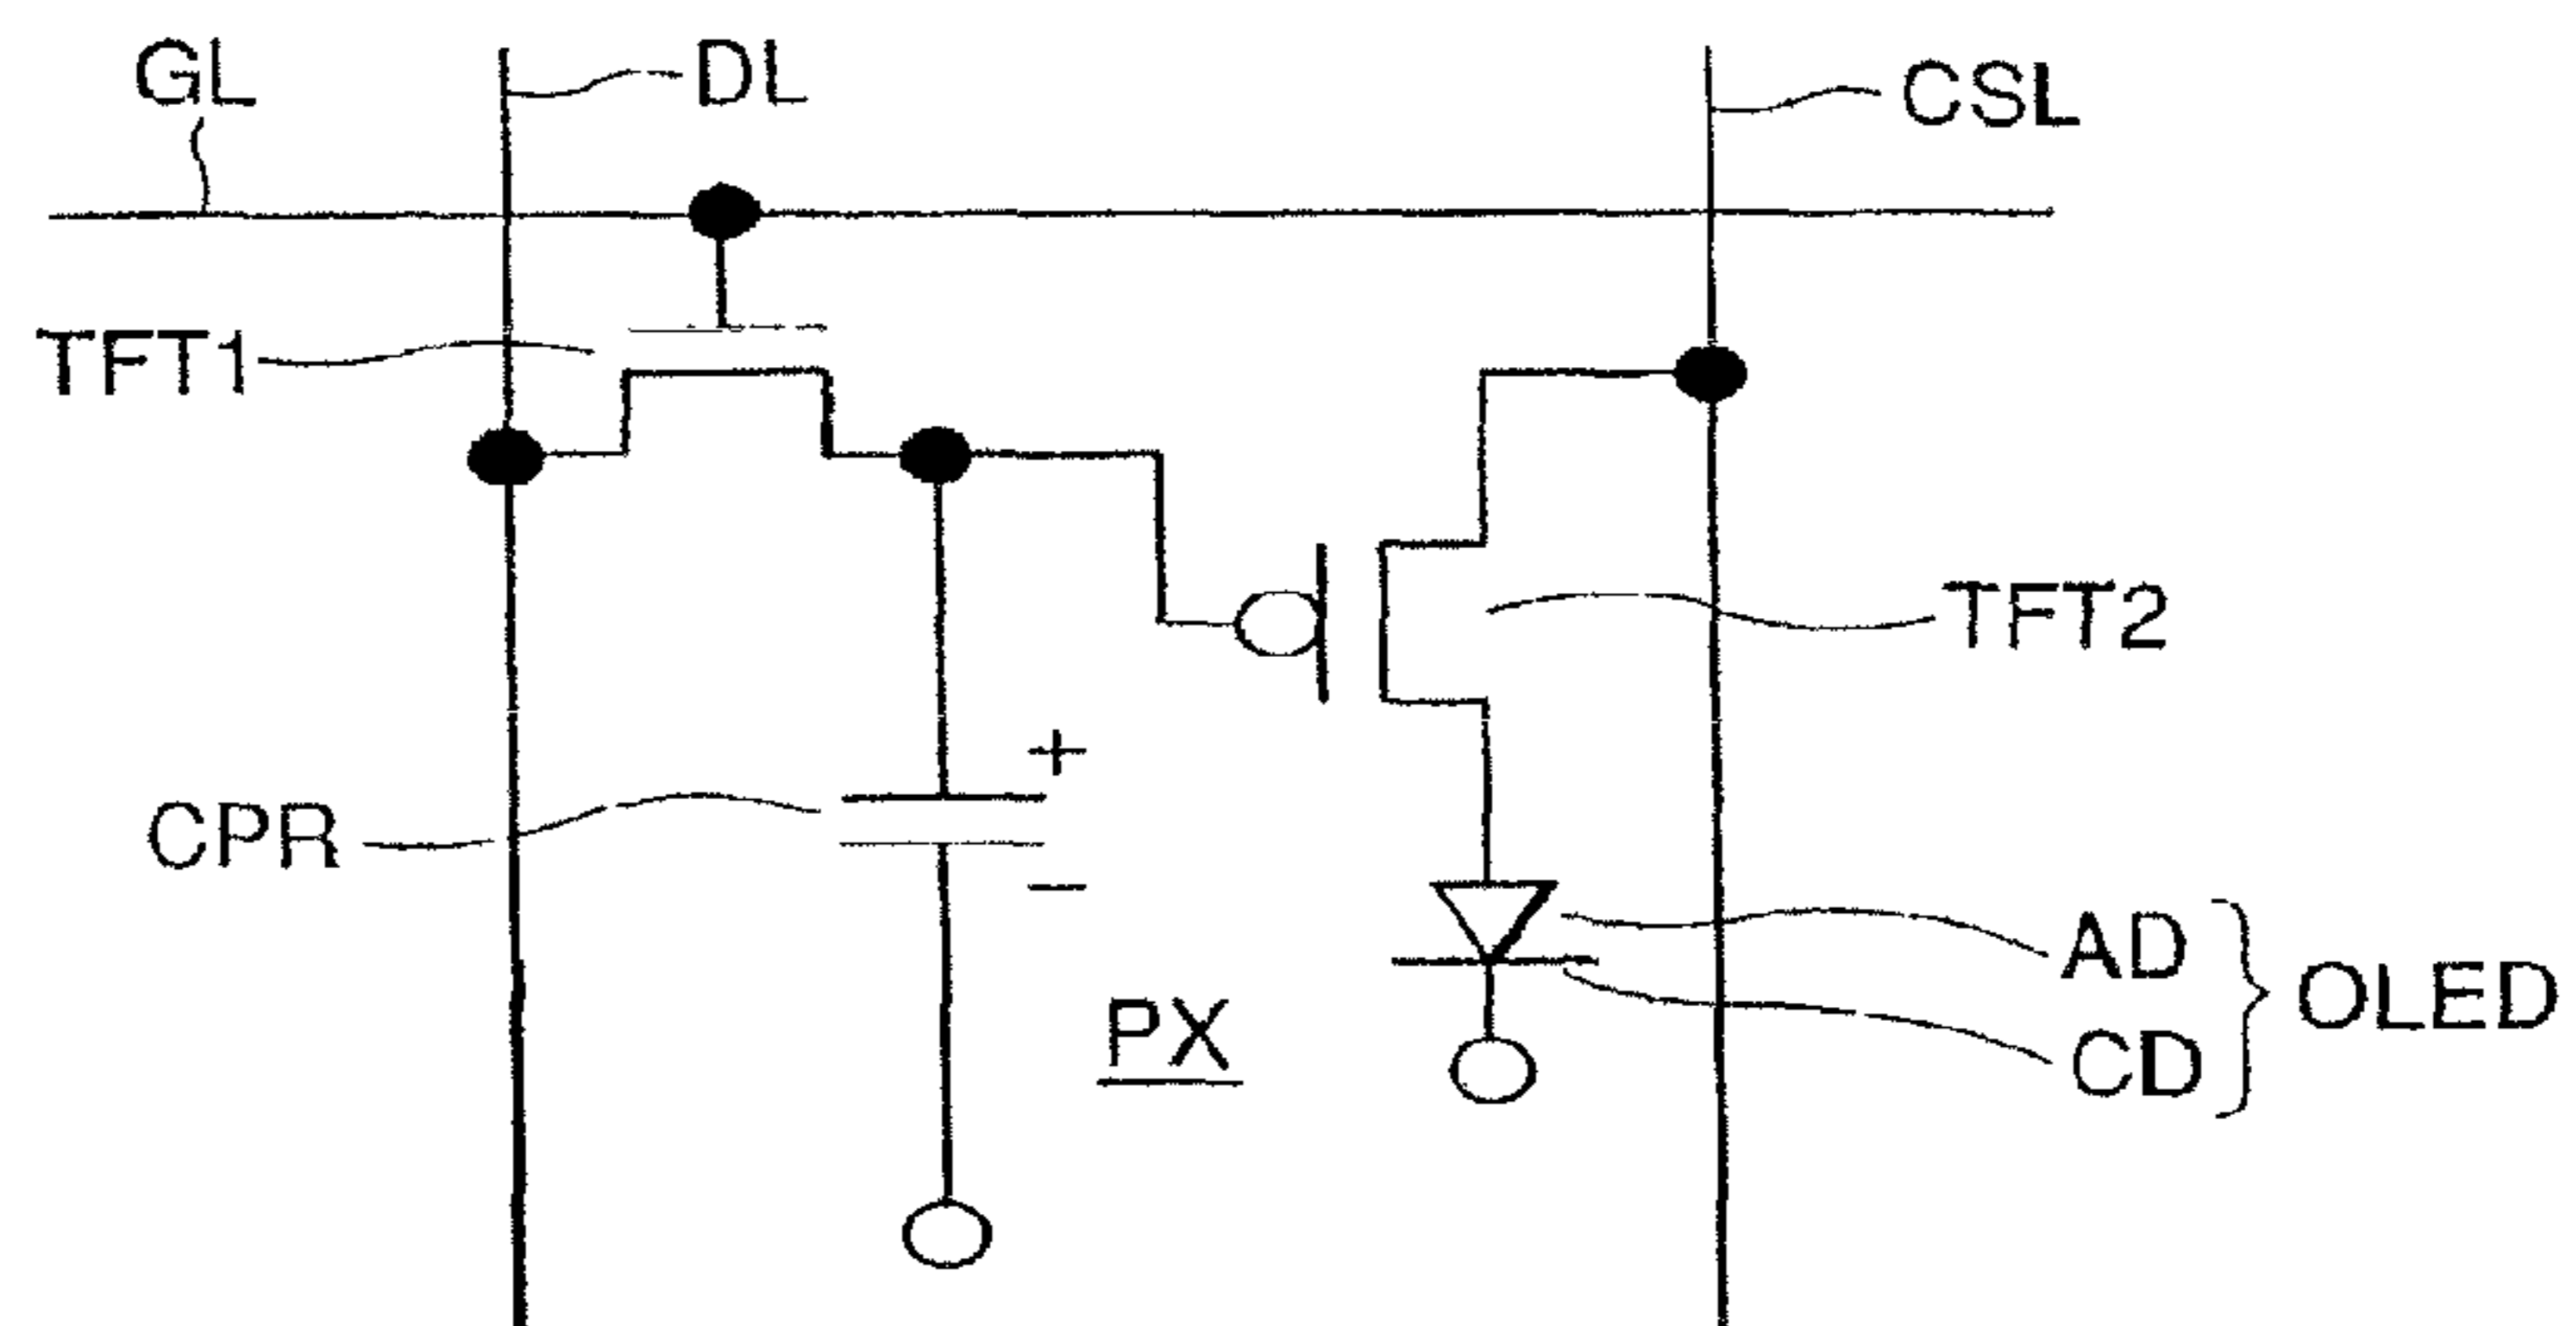 GL
DL
CSL
TFT1
TFT2
+
CPR
−
AD
CD
OLED
PX